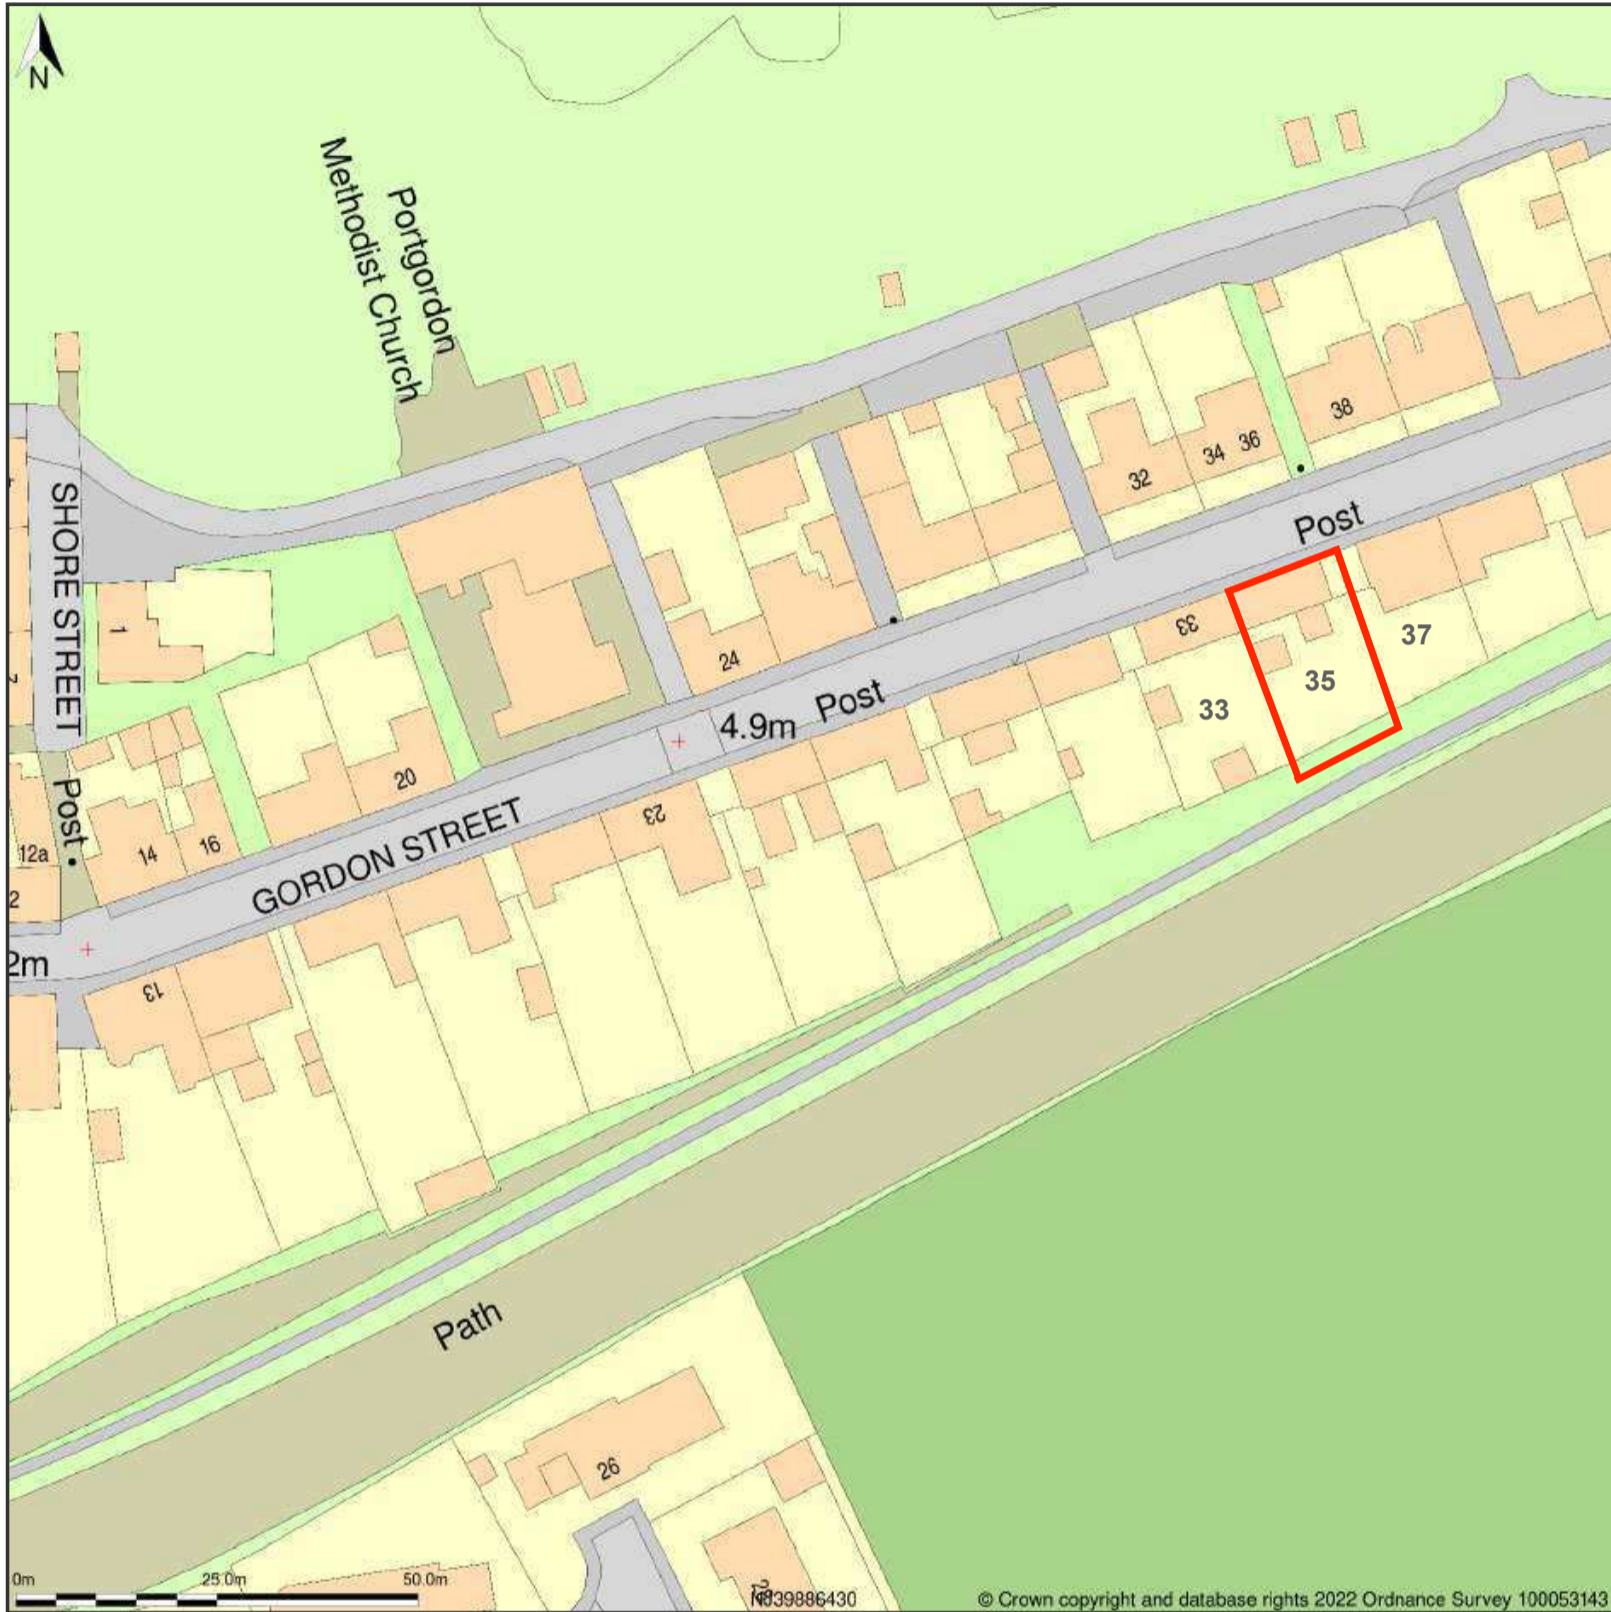 N
Portgordon
Methodist Church
SHORE STREET
1
38
36
34
32
Post
33
24
37
35
33
4.9m
Post
20
23
Post
GORDON STREET
16
14
12a
2
2m
13
Path
26
0m
25.0m
50.0m
© Crown copyright and database rights 2022 Ordnance Survey 100053143